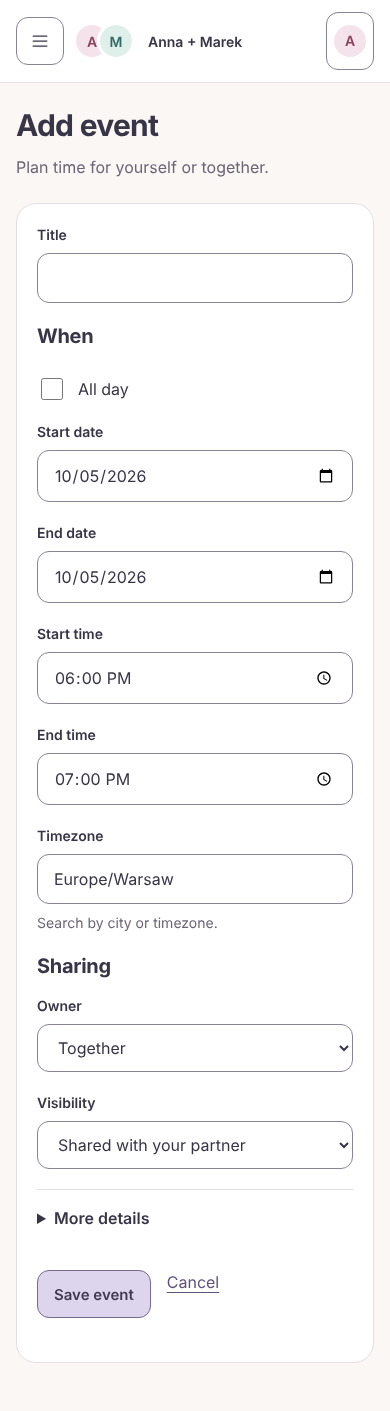 A M Anna + Marek A
Add event
Plan time for yourself or together.
Title
When
All day
Start date
10/05/2026
End date
10/05/2026
Start time
06:00 PM
End time
07:00 PM
Timezone
Europe/Warsaw
Search by city or timezone.
Sharing
Owner
Together
Visibility
Shared with your partner
More details
Save event Cancel